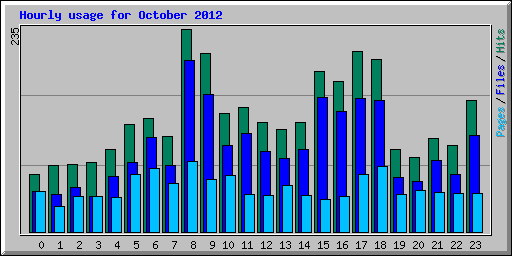 Hourly usage for October 2012
235
Pages/Files/Hits
0 1 2 3 4 5 6 7 8 9 10 11 12 13 14 15 16 17 18 19 20 21 22 23